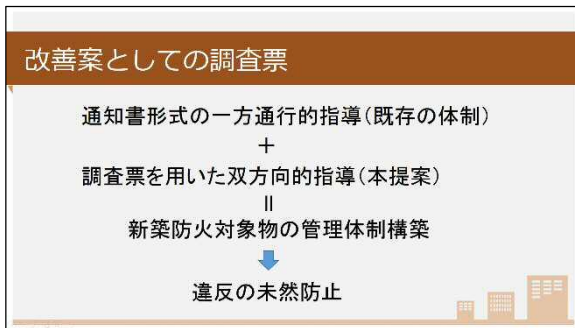 改善案としての調査票
通知書形式の一方通行的指導(既存の体制)
＋
調査票を用いた双方向的指導(本提案)
＝
新築防火対象物の管理体制構築
違反の未然防止